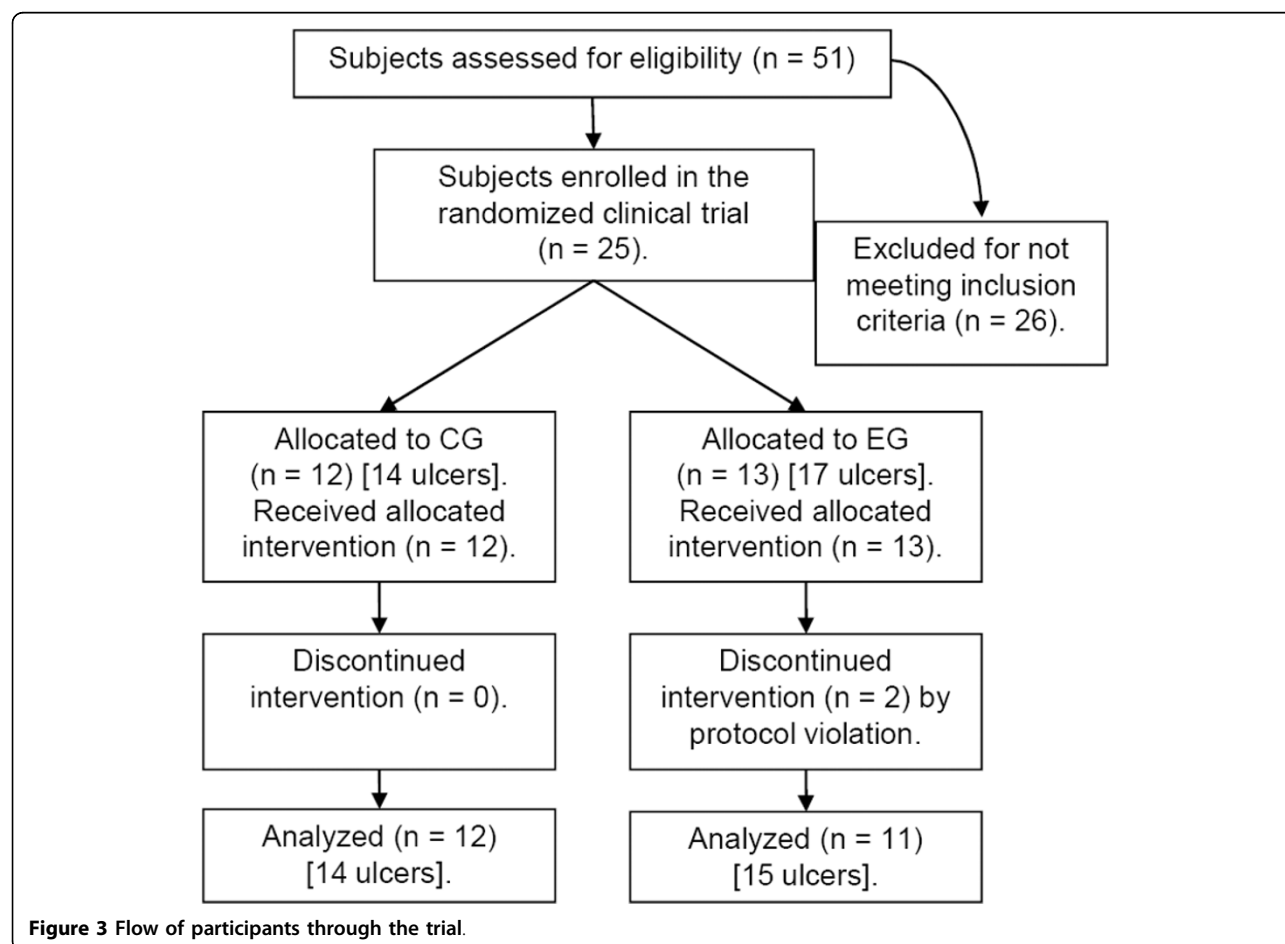 Subjects assessed for eligibility (n = 51)
Subjects enrolled in the
randomized clinical trial
(n = 25).
Excluded for not
meeting inclusion
criteria (n = 26).
Allocated to CG
(n = 12) [14 ulcers].
Received allocated
intervention (n = 12).
Allocated to EG
(n = 13) [17 ulcers].
Received allocated
intervention (n = 13).
Discontinued
intervention (n = 0).
Discontinued
intervention (n = 2) by
protocol violation.
Analyzed (n = 12)
[14 ulcers].
Analyzed (n = 11)
[15 ulcers].
Figure 3 Flow of participants through the trial.